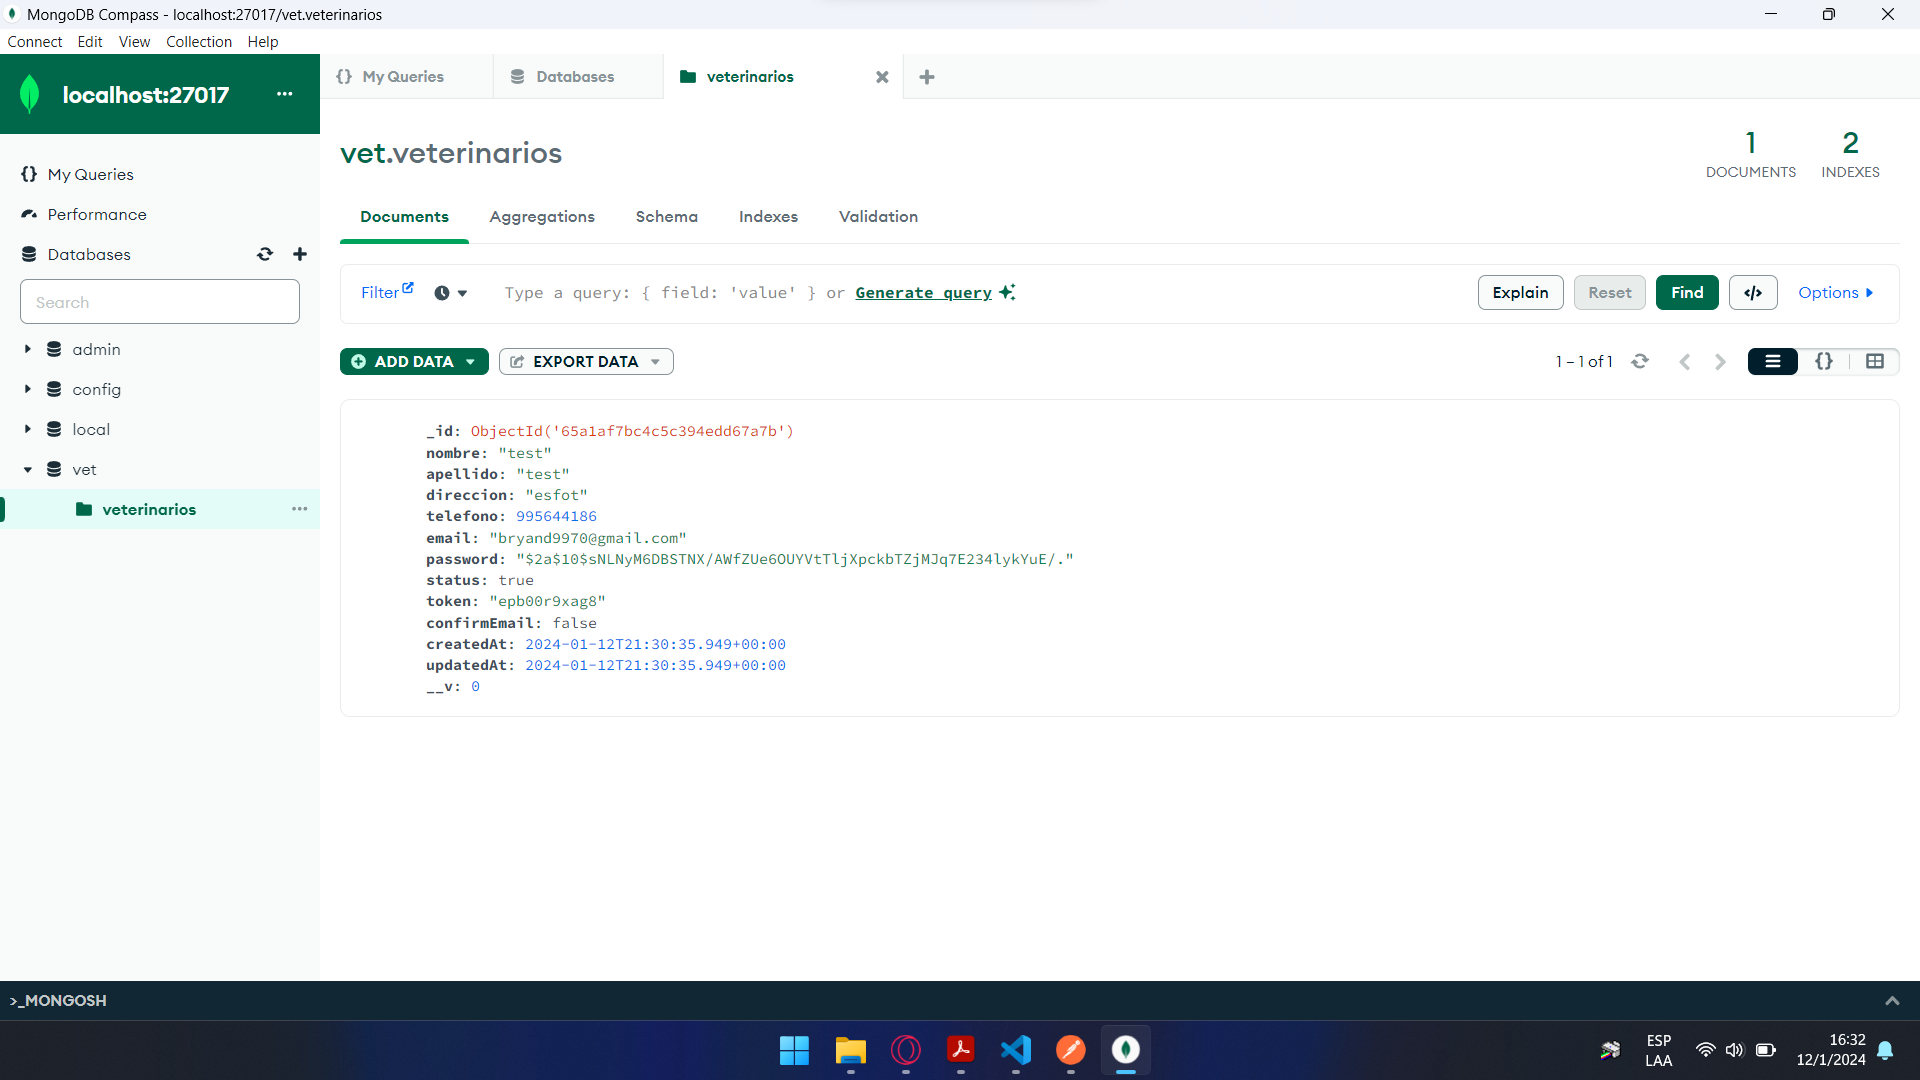 MongoDB Compass - localhost:27017/vet.veterinarios
Connect Edit View Collection Help
localhost:27017 ...
{} My Queries
Databases
veterinarios
My Queries
Performance
Databases
Search
admin
config
local
vet
veterinarios
vet.veterinarios
1 DOCUMENTS
2 INDEXES
Documents Aggregations Schema Indexes Validation
Filter Type a query: { field: 'value' } or Generate query Explain Reset Find </> Options
ADD DATA EXPORT DATA 1 – 1 of 1 {}
_id: ObjectId('65a1af7bc4c5c394edd67a7b')
nombre: "test"
apellido: "test"
direccion: "esfot"
telefono: 995644186
email: "bryand9970@gmail.com"
password: "$2a$10$sNLNyM6DBSTNX/AWfZUe6OUYVtTljXpckbTZjMJq7E234lykYuE/."
status: true
token: "epb00r9xag8"
confirmEmail: false
createdAt: 2024-01-12T21:30:35.949+00:00
updatedAt: 2024-01-12T21:30:35.949+00:00
__v: 0
>_MONGOSH
ESP
LAA
16:32
12/1/2024